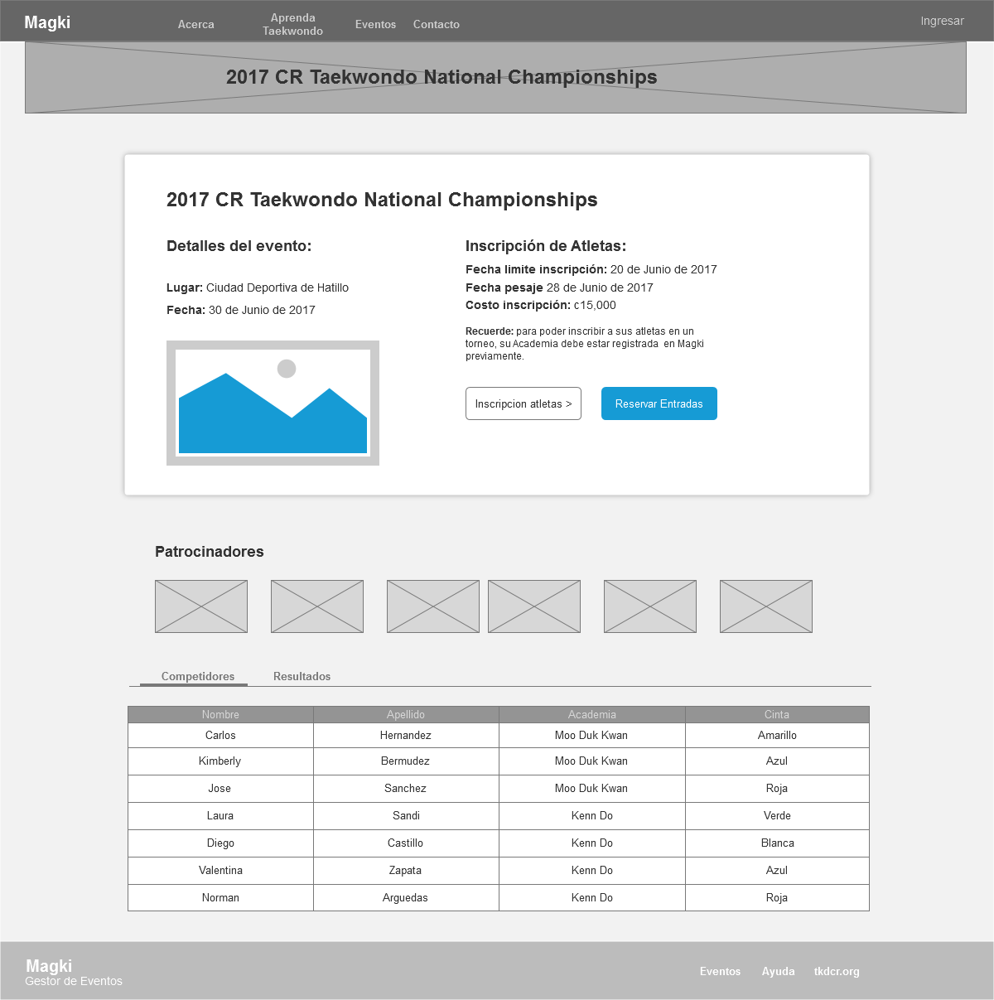 Magki
Acerca
Aprenda
Taekwondo
Eventos
Contacto
Ingresar
2017 CR Taekwondo National Championships
2017 CR Taekwondo National Championships
Detalles del evento:
Lugar: Ciudad Deportiva de Hatillo
Fecha: 30 de Junio de 2017
Inscripción de Atletas:
Fecha limite inscripción: 20 de Junio de 2017
Fecha pesaje 28 de Junio de 2017
Costo inscripción: ¢15,000
Recuerde: para poder inscribir a sus atletas en un
torneo, su Academia debe estar registrada  en Magki
previamente.
Inscripcion atletas >
Reservar Entradas
Patrocinadores
Competidores
Resultados
Nombre Apellido Academia Cinta
Carlos Hernandez Moo Duk Kwan Amarillo
Kimberly Bermudez Moo Duk Kwan Azul
Jose Sanchez Moo Duk Kwan Roja
Laura Sandi Kenn Do Verde
Diego Castillo Kenn Do Blanca
Valentina Zapata Kenn Do Azul
Norman Arguedas Kenn Do Roja
Magki
Gestor de Eventos
Eventos
Ayuda
tkdcr.org